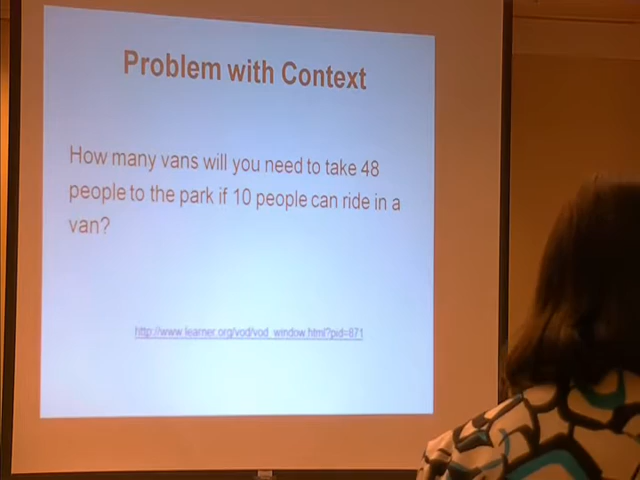 Problem with Context
How many vans will you need to take 48
people to the park if 10 people can ride in a
van?
http://www.learner.org/vod/vod_window.html?pid=871